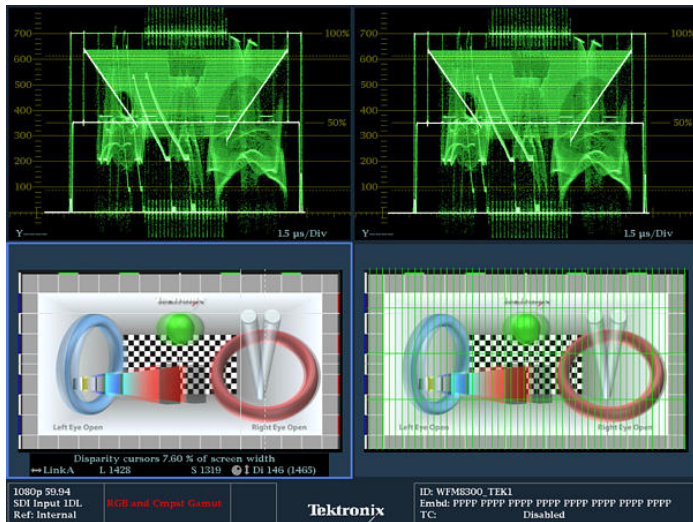 700
600
500
400
300
200
100
100%
50%
Y----
1.5 µs/Div
700
600
500
400
300
200
100
100%
50%
Y----
1.5 µs/Div
Tektronix
Left Eye Open
Right Eye Open
Disparity cursors 7.60 % of screen width
LinkA L 1428 S 1319 Di 146 (1465)
Left Eye Open
Right Eye Open
1080p 59.94
SDI Input 1DL
Ref: Internal
RGB and Cmpst Gamut
Tektronix
ID: WFM8300_TEK1
Embd: PPPP PPPP PPPP PPPP PPPP PPPP PPPP PPPP
TC: Disabled